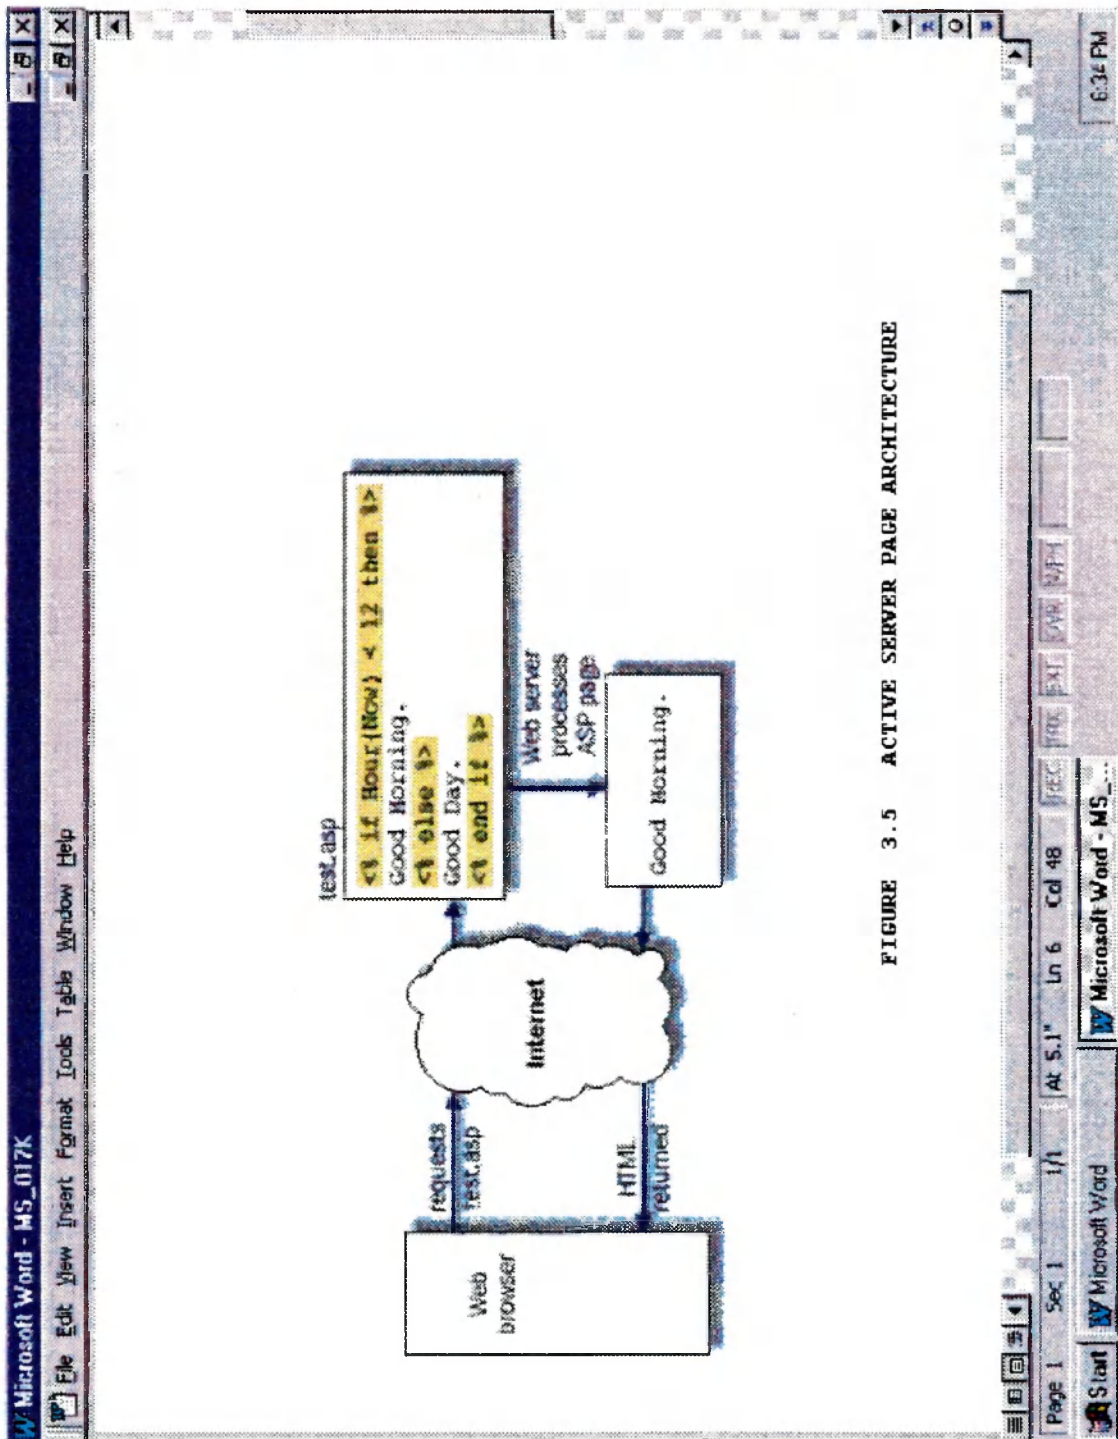 Microsoft Word - MS_017K
File Edit View Insert Format Tools Table Window Help
test.asp
<% if Hour(Now) < 12 then %>
Good Morning.
<% else %>
Good Day.
<% end if %>
requests
test.asp
Web
browser
Internet
Web server
processes
ASP page
HTML
returned
Good Morning.
FIGURE 3.5 ACTIVE SERVER PAGE ARCHITECTURE
Page 1 Sec 1 1/1 At 5.1" Ln 6 Col 48 REC TRK EXT OVR WPH
Start Microsoft Word Microsoft Word - MS_... 6:34 PM